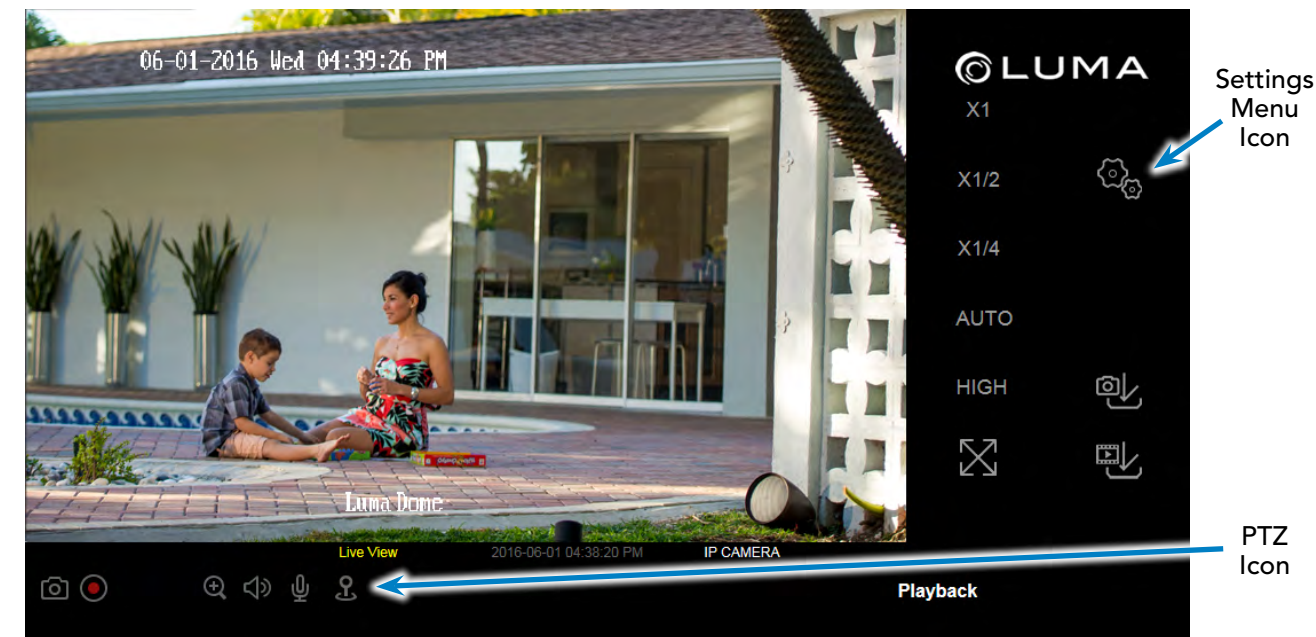 06-01-2016 Wed 04:39:26 PM
LUMA
X1
X1/2
X1/4
AUTO
HIGH
Settings
Menu
Icon
Luma Dome
Live View
2016-06-01 04:38:20 PM
IP CAMERA
Playback
PTZ
Icon